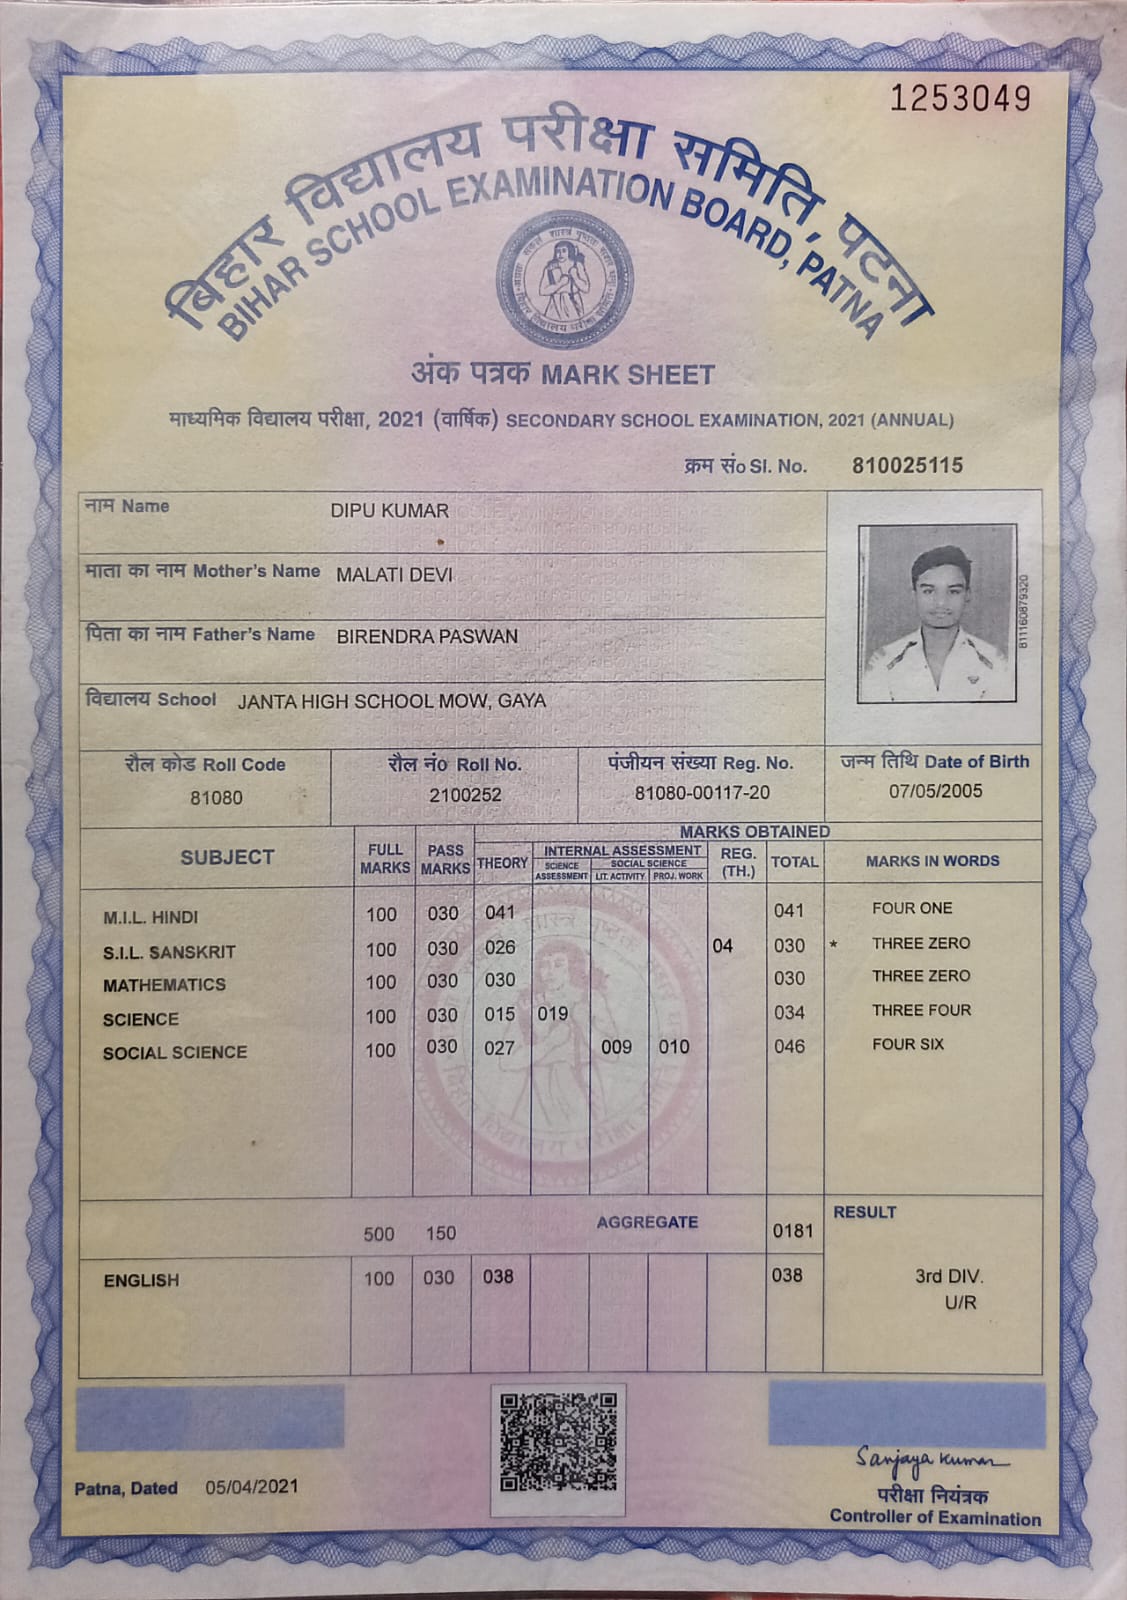 1253049
बिहार विद्यालय परीक्षा समिति, पटना
BIHAR SCHOOL EXAMINATION BOARD, PATNA
अंक पत्रक MARK SHEET
माध्यमिक विद्यालय परीक्षा, 2021 (वार्षिक) SECONDARY SCHOOL EXAMINATION, 2021 (ANNUAL)
क्रम सं० Sl. No. 810025115
नाम Name DIPU KUMAR
माता का नाम Mother's Name MALATI DEVI
पिता का नाम Father's Name BIRENDRA PASWAN
811160879320
विद्यालय School JANTA HIGH SCHOOL MOW, GAYA
रौल कोड Roll Code रौल नं० Roll No. पंजीयन संख्या Reg. No. जन्म तिथि Date of Birth
81080 2100252 81080-00117-20 07/05/2005
MARKS OBTAINED
SUBJECT FULL MARKS PASS MARKS THEORY INTERNAL ASSESSMENT REG. (TH.) TOTAL MARKS IN WORDS
SCIENCE ASSESSMENT SOCIAL SCIENCE LIT. ACTIVITY PROJ. WORK
M.I.L. HINDI 100 030 041 041 FOUR ONE
S.I.L. SANSKRIT 100 030 026 04 030 * THREE ZERO
MATHEMATICS 100 030 030 030 THREE ZERO
SCIENCE 100 030 015 019 034 THREE FOUR
SOCIAL SCIENCE 100 030 027 009 010 046 FOUR SIX
500 150 AGGREGATE 0181 RESULT
ENGLISH 100 030 038 038 3rd DIV.
U/R
Patna, Dated 05/04/2021
Sanjaya Kumar
परीक्षा नियंत्रक
Controller of Examination